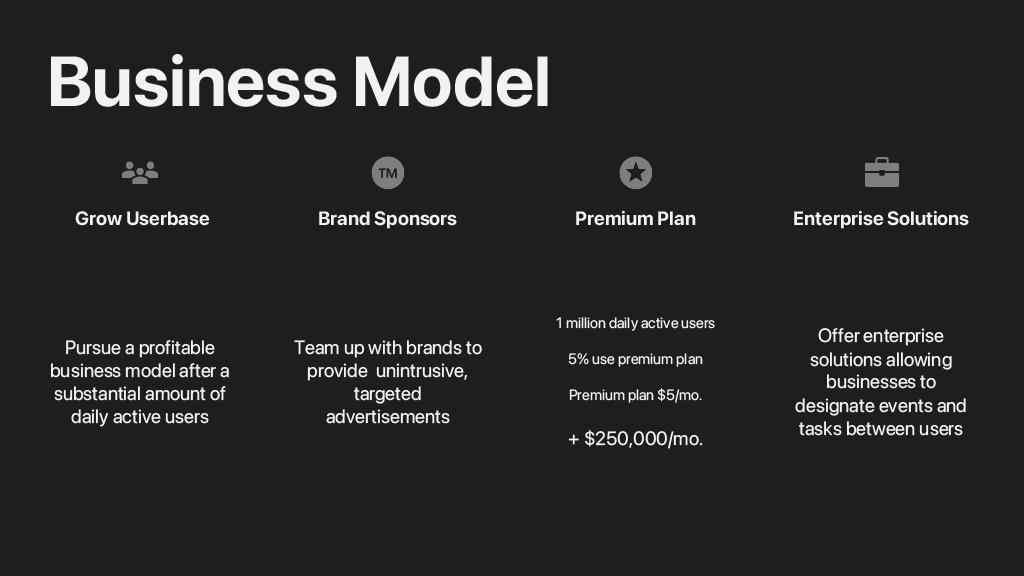 Business Model
TM
Grow Userbase
Brand Sponsors
Premium Plan
Enterprise Solutions
Pursue a profitable
business model after a
substantial amount of
daily active users
Team up with brands to
provide  unintrusive,
targeted
advertisements
1 million daily active users
5% use premium plan
Premium plan $5/mo.
+ $250,000/mo.
Offer enterprise
solutions allowing
businesses to
designate events and
tasks between users